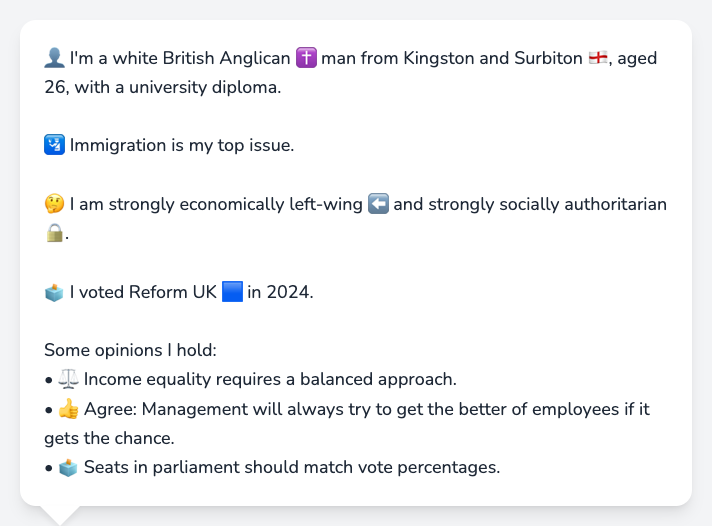 👤 I'm a white British Anglican ✝️ man from Kingston and Surbiton 🏴󠁧󠁢󠁥󠁮󠁧󠁿, aged
26, with a university diploma.
🛂 Immigration is my top issue.
🤔 I am strongly economically left-wing ⬅️ and strongly socially authoritarian
🔒.
🗳️ I voted Reform UK 🟦 in 2024.
Some opinions I hold:
• ⚖️ Income equality requires a balanced approach.
• 👍 Agree: Management will always try to get the better of employees if it
gets the chance.
• 🗳️ Seats in parliament should match vote percentages.